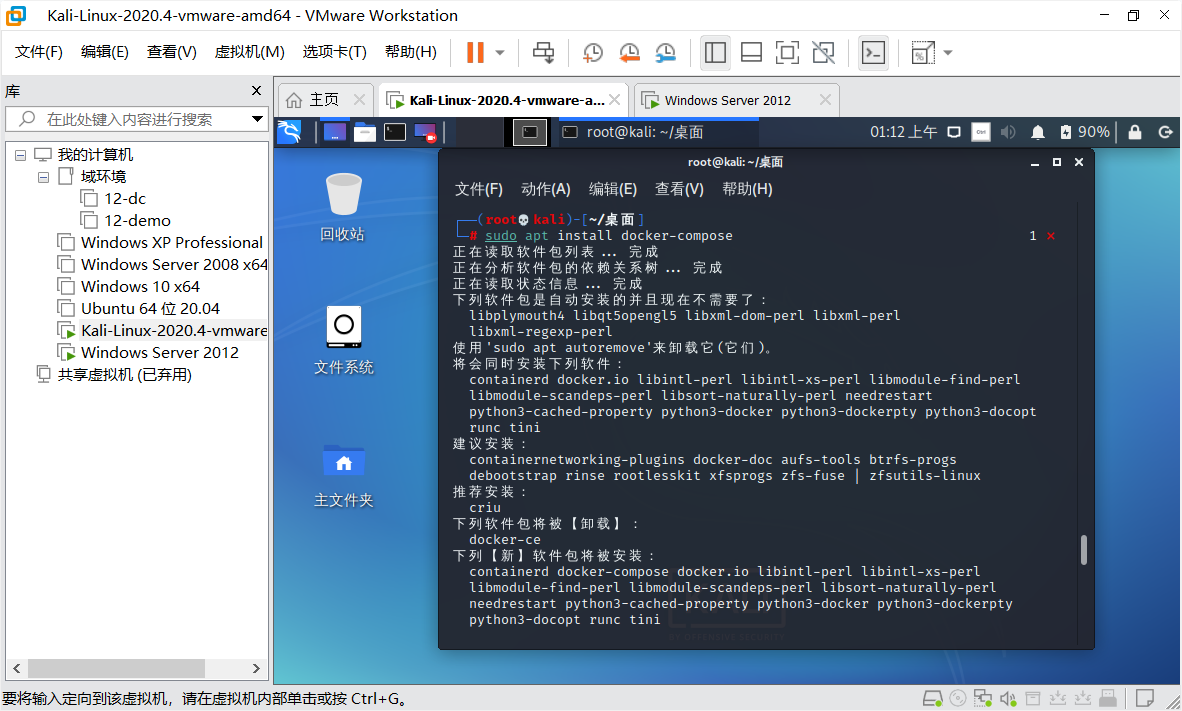 Kali-Linux-2020.4-vmware-amd64 - VMware Workstation
文件(F) 编辑(E) 查看(V) 虚拟机(M) 选项卡(T) 帮助(H)
库
在此处键入内容进行搜索
我的计算机
域环境
12-dc
12-demo
Windows XP Professional
Windows Server 2008 x64
Windows 10 x64
Ubuntu 64 位 20.04
Kali-Linux-2020.4-vmware
Windows Server 2012
共享虚拟机 (已弃用)
主页 Kali-Linux-2020.4-vmware-a... Windows Server 2012
root@kali: ~/桌面 01:12 上午 90%
回收站
文件系统
主文件夹
root@kali: ~/桌面
文件(F) 动作(A) 编辑(E) 查看(V) 帮助(H)
(root💀kali)-[~/桌面]
# sudo apt install docker-compose 1 ⨯
正在读取软件包列表... 完成
正在分析软件包的依赖关系树... 完成
正在读取状态信息... 完成
下列软件包是自动安装的并且现在不需要了：
libplymouth4 libqt5opengl5 libxml-dom-perl libxml-perl
libxml-regexp-perl
使用'sudo apt autoremove'来卸载它(它们)。
将会同时安装下列软件：
containerd docker.io libintl-perl libintl-xs-perl libmodule-find-perl
libmodule-scandeps-perl libsort-naturally-perl needrestart
python3-cached-property python3-docker python3-dockerpty python3-docopt
runc tini
建议安装：
containernetworking-plugins docker-doc aufs-tools btrfs-progs
debootstrap rinse rootlesskit xfsprogs zfs-fuse | zfsutils-linux
推荐安装：
criu
下列软件包将被【卸载】：
docker-ce
下列【新】软件包将被安装：
containerd docker-compose docker.io libintl-perl libintl-xs-perl
libmodule-find-perl libmodule-scandeps-perl libsort-naturally-perl
needrestart python3-cached-property python3-docker python3-dockerpty
python3-docopt runc tini
要将输入定向到该虚拟机，请在虚拟机内部单击或按 Ctrl+G。